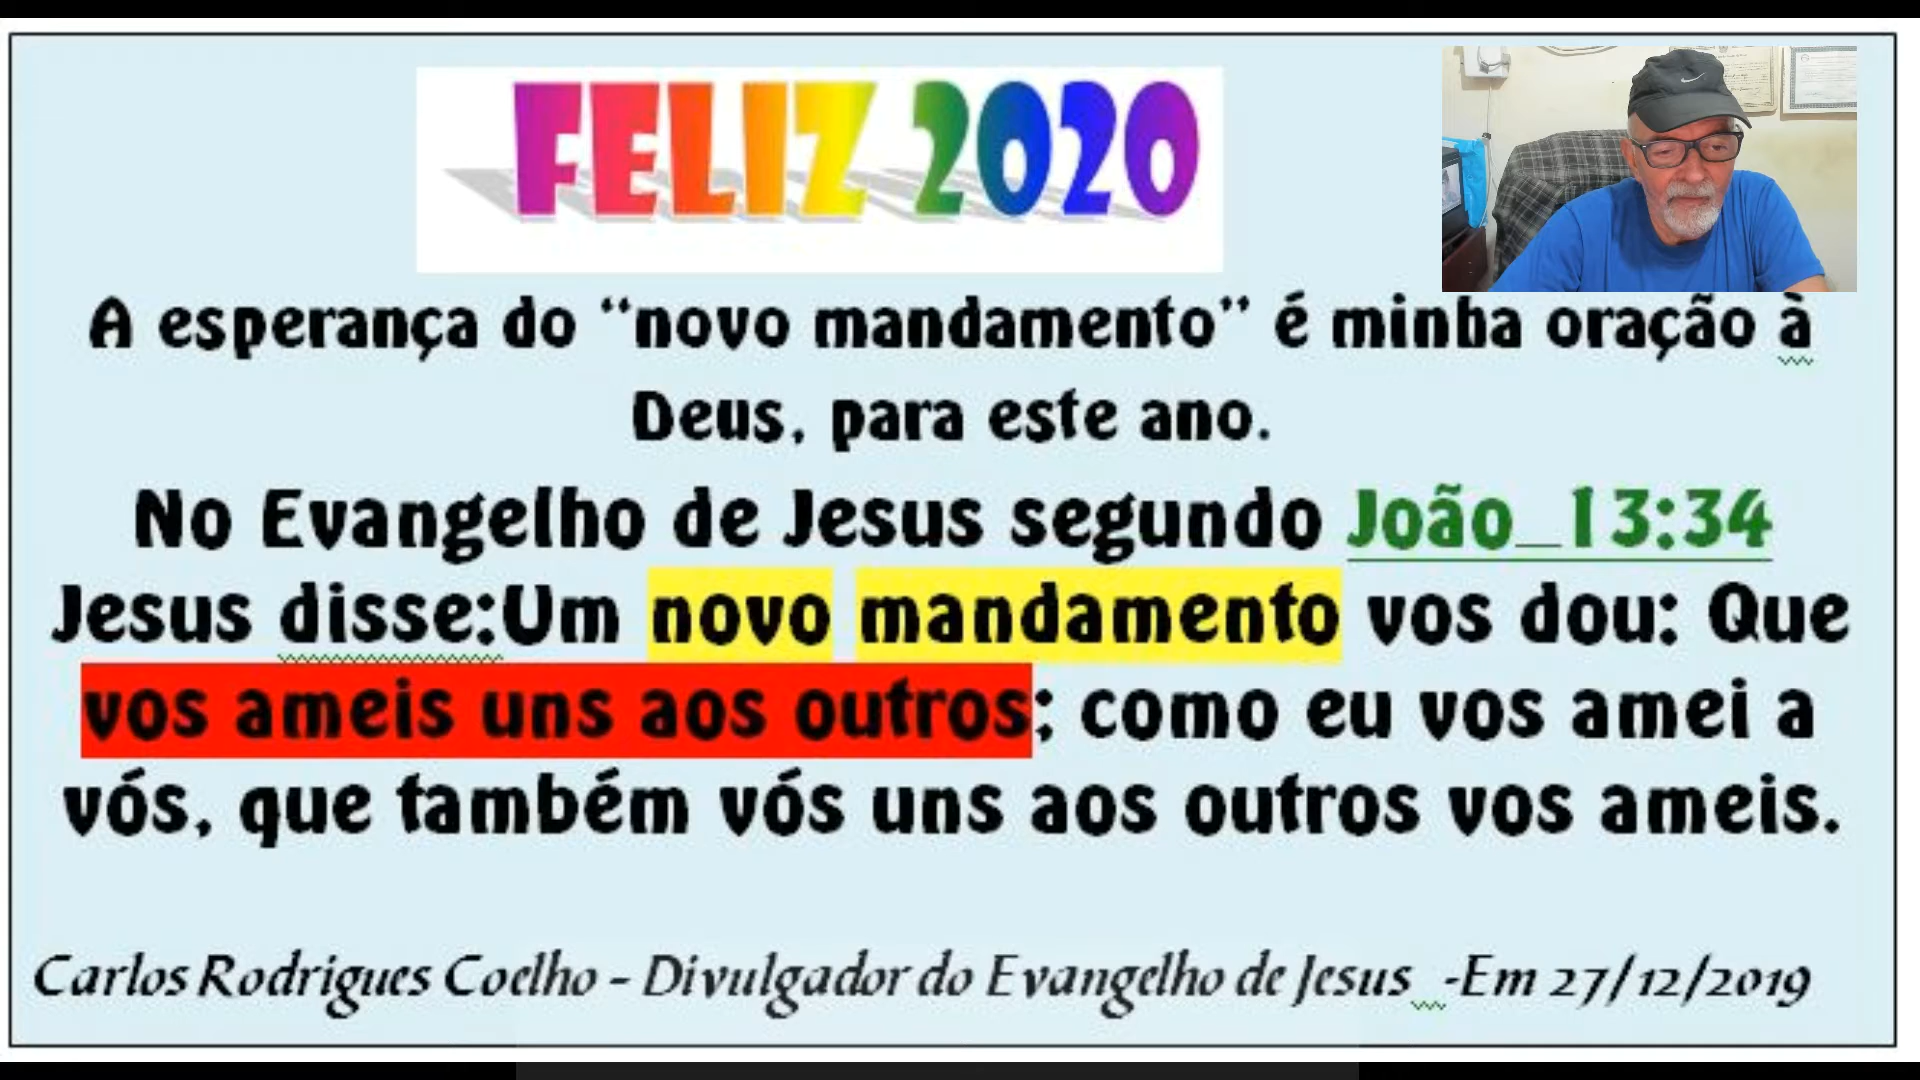 FELIZ 2020
A esperança do “novo mandamento” é minha oração à
Deus, para este ano.
No Evangelho de Jesus segundo João_13:34
Jesus disse:Um novo mandamento vos dou: Que
vos ameis uns aos outros; como eu vos amei a
vós, que também vós uns aos outros vos ameis.
Carlos Rodrigues Coelho - Divulgador do Evangelho de Jesus -Em 27/12/2019